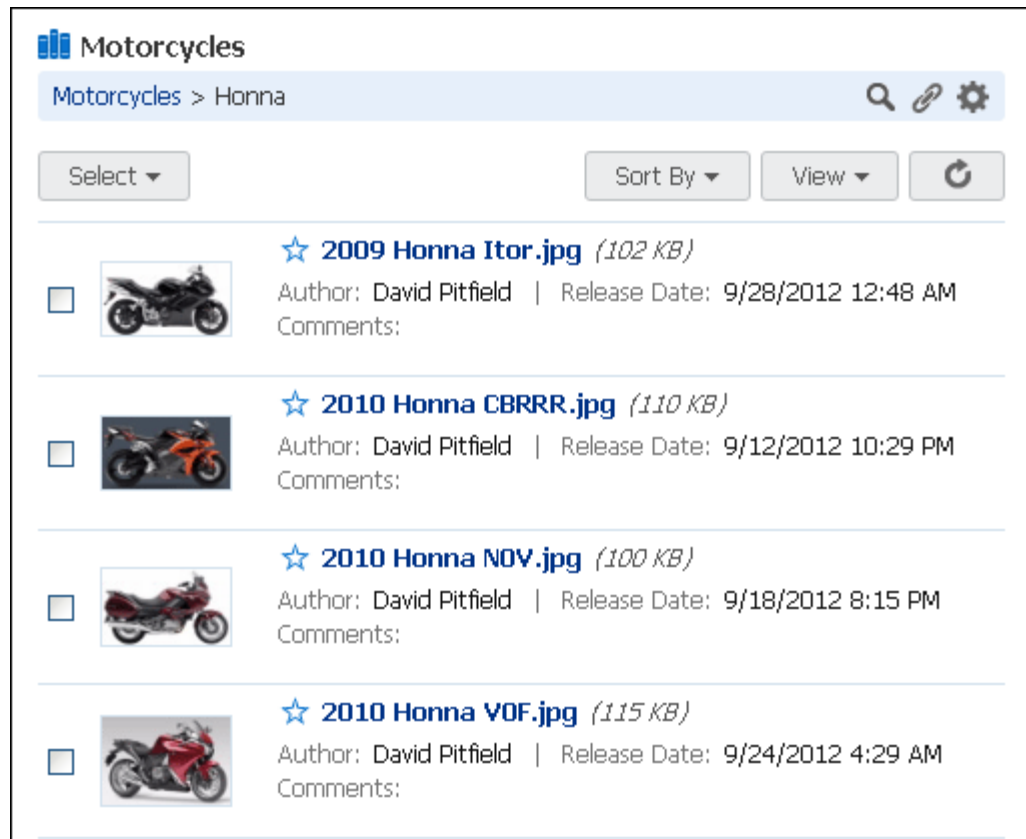 Motorcycles
Motorcycles > Honna
Select Sort By View
2009 Honna Itor.jpg (102 KB)
Author: David Pitfield | Release Date: 9/28/2012 12:48 AM
Comments:
2010 Honna CBRRR.jpg (110 KB)
Author: David Pitfield | Release Date: 9/12/2012 10:29 PM
Comments:
2010 Honna N0V.jpg (100 KB)
Author: David Pitfield | Release Date: 9/18/2012 8:15 PM
Comments:
2010 Honna V0F.jpg (115 KB)
Author: David Pitfield | Release Date: 9/24/2012 4:29 AM
Comments: